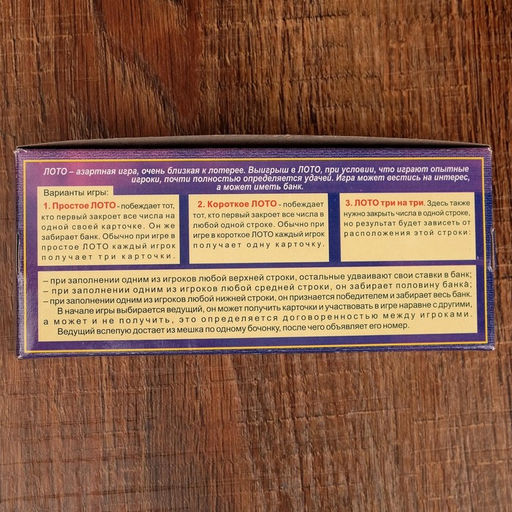 ЛОТО – азартная игра, очень близкая к лотерее. Выигрыш в ЛОТО, при условии, что играют опытные
игроки, почти полностью определяется удачей. Игра может вестись на интерес,
а может иметь банк.
Варианты игры:
1. Простое ЛОТО - побеждает тот,
кто первый закроет все числа на
одной своей карточке. Он же
забирает банк. Обычно при игре в
простое ЛОТО каждый игрок
получает три карточки.
2. Короткое ЛОТО - побеждает
тот, кто первый закроет все числа в
любой одной строке. Обычно при
игре в короткое ЛОТО каждый игрок
получает одну карточку.
3. ЛОТО три на три. Здесь также
нужно закрыть числа в одной строке,
но результат будет зависеть от
расположения этой строки:
– при заполнении одним из игроков любой верхней строки, остальные удваивают свои ставки в банк;
– при заполнении одним из игроков любой средней строки, он забирает половину банка;
– при заполнении одним из игроков любой нижней строки, он признается победителем и забирает весь банк.
В начале игры выбирается ведущий, он может получить карточки и участвовать в игре наравне с другими,
а может и не получить, это определяется договоренностью между игроками.
Ведущий вслепую достает из мешка по одному бочонку, после чего объявляет его номер.